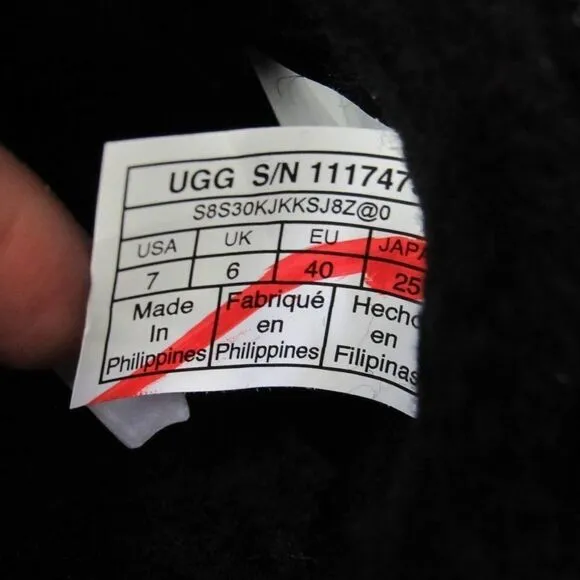 UGG S/N 111747
S8S30KJKKSJ8Z@0
USA UK EU JAPA
7 6 40 25
Made Fabriqué Hecho
In en en
Philippines Philippines Filipinas